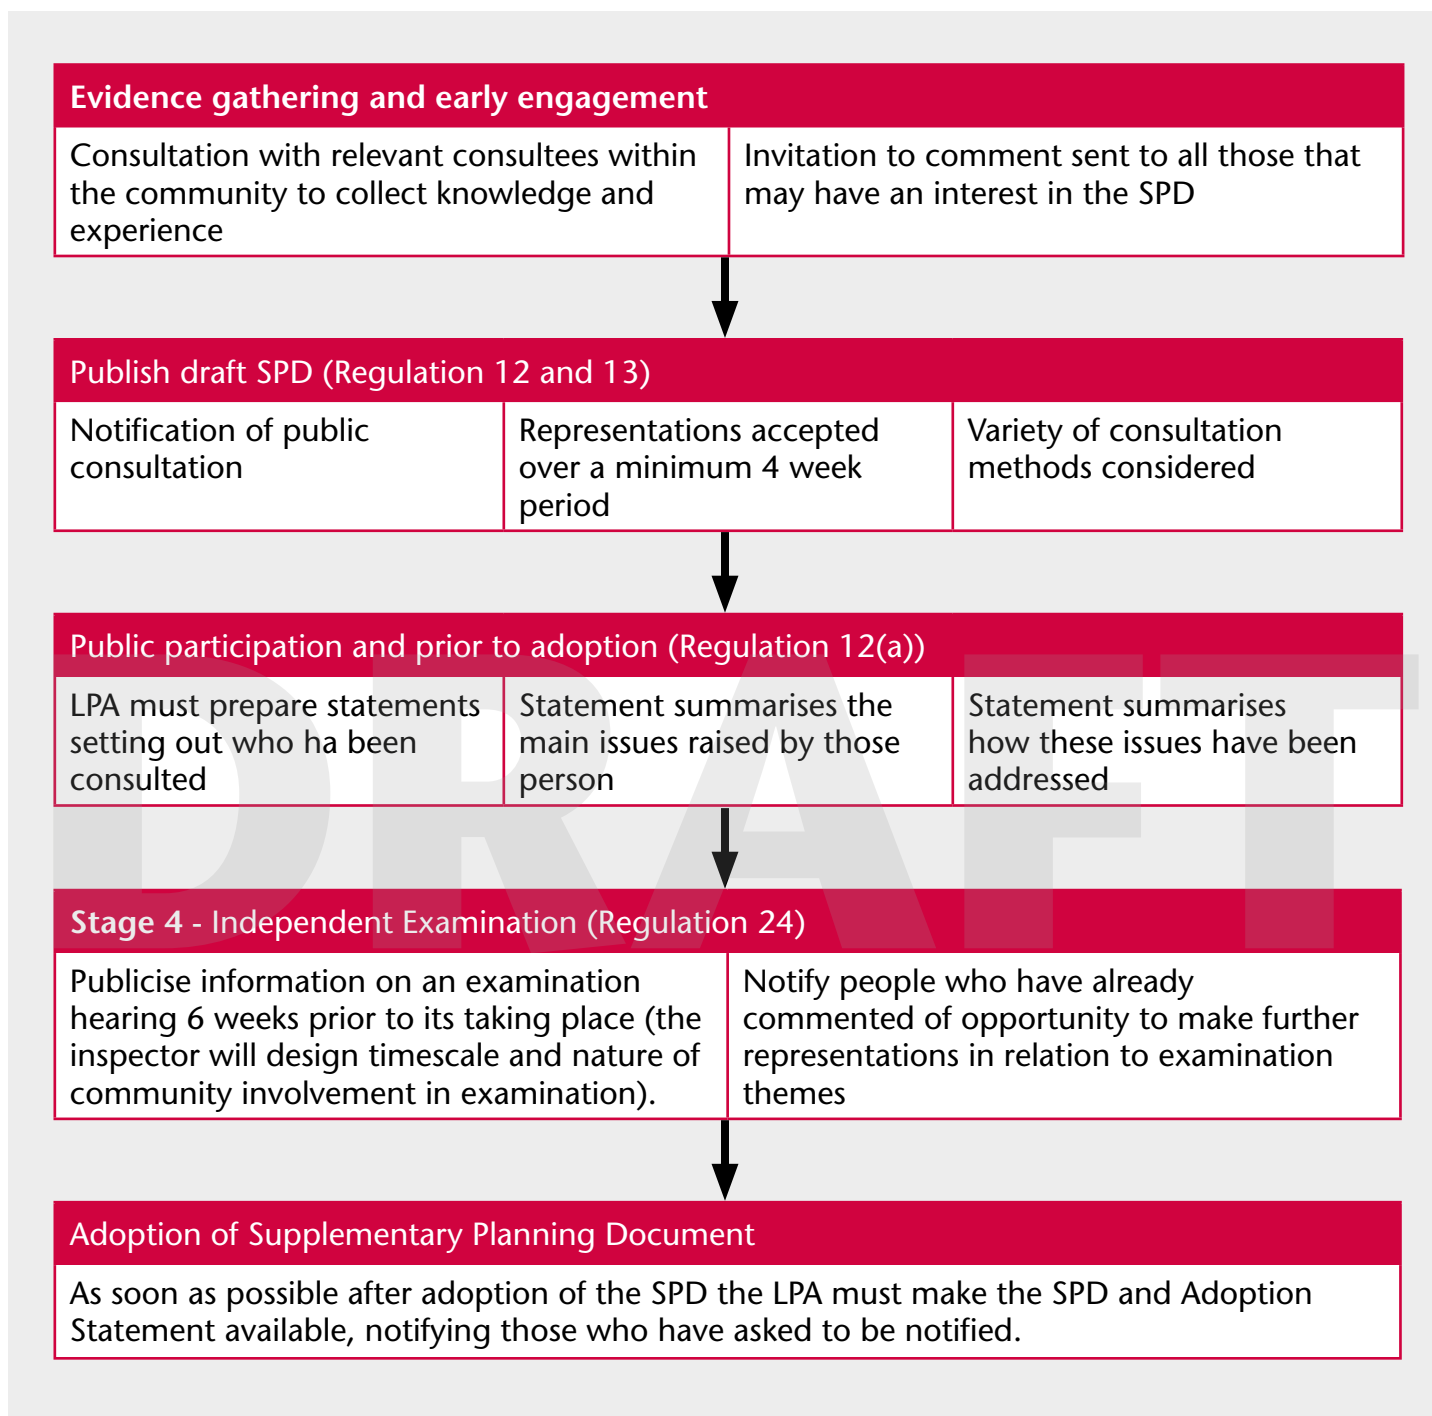 Evidence gathering and early engagement
Consultation with relevant consultees within
the community to collect knowledge and
experience
Invitation to comment sent to all those that
may have an interest in the SPD
Publish draft SPD (Regulation 12 and 13)
Notification of public
consultation
Representations accepted
over a minimum 4 week
period
Variety of consultation
methods considered
Public participation and prior to adoption (Regulation 12(a))
LPA must prepare statements
setting out who ha been
consulted
Statement summarises the
main issues raised by those
person
Statement summarises
how these issues have been
addressed
DRAFT
Stage 4 - Independent Examination (Regulation 24)
Publicise information on an examination
hearing 6 weeks prior to its taking place (the
inspector will design timescale and nature of
community involvement in examination).
Notify people who have already
commented of opportunity to make further
representations in relation to examination
themes
Adoption of Supplementary Planning Document
As soon as possible after adoption of the SPD the LPA must make the SPD and Adoption
Statement available, notifying those who have asked to be notified.